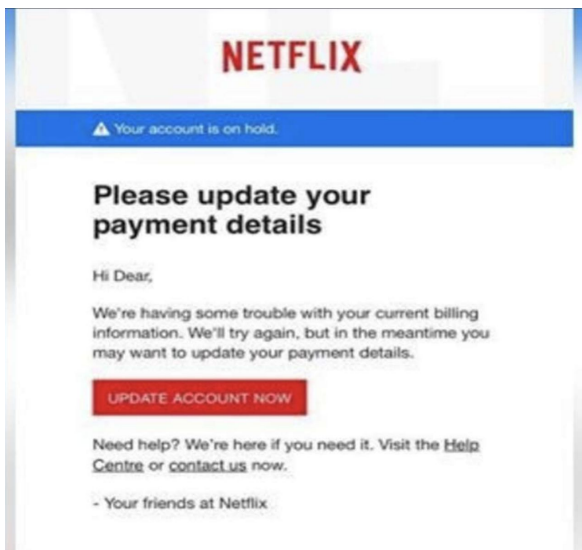 NETFLIX
Your account is on hold.
Please update your
payment details
Hi Dear,
We're having some trouble with your current billing
information. We'll try again, but in the meantime you
may want to update your payment details.
UPDATE ACCOUNT NOW
Need help? We're here if you need it. Visit the Help
Centre or contact us now.
- Your friends at Netflix